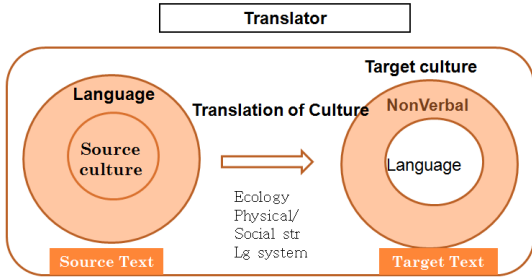 Translator
Target culture
Language
NonVerbal
Translation of Culture
Source
culture
Language
Ecology
Physical/
Social str
Lg system
Source Text
Target Text